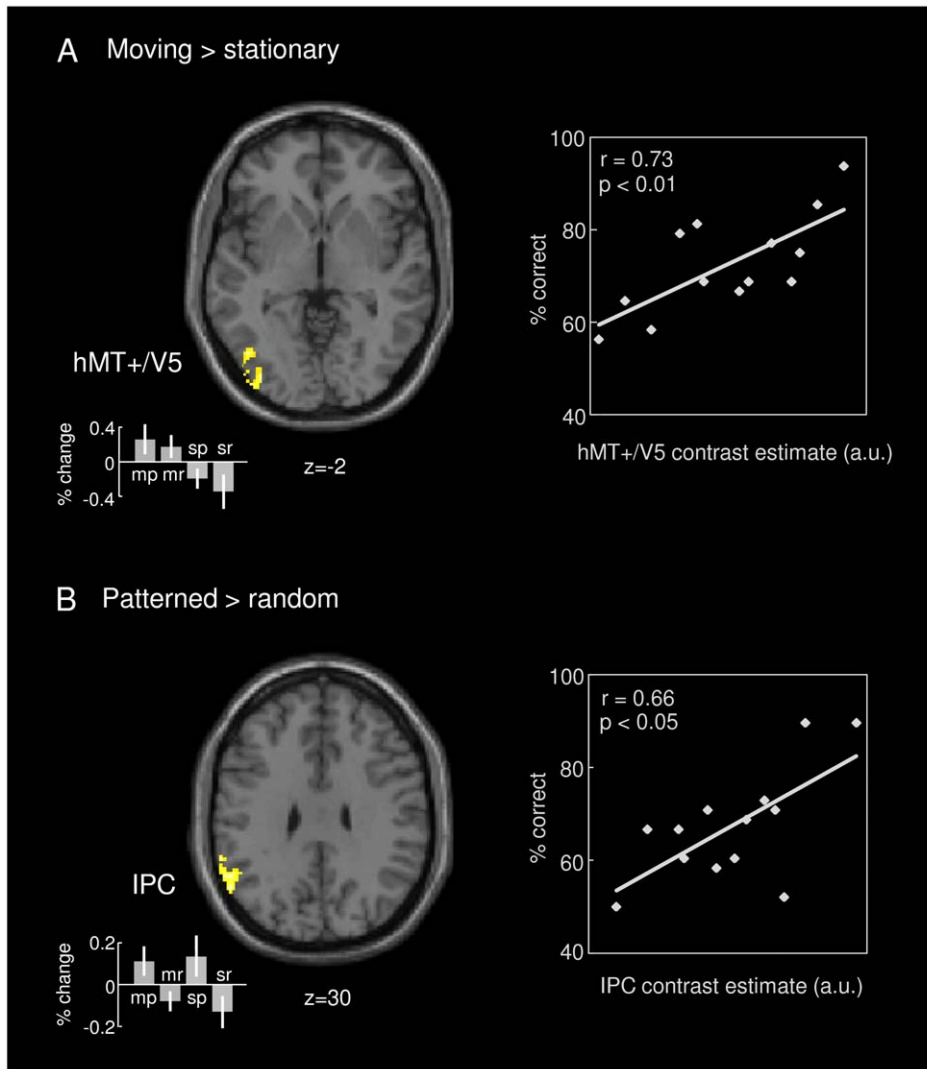 A Moving > stationary
100
r = 0.73
p < 0.01
80
% correct
60
40
hMT+/V5 contrast estimate (a.u.)
hMT+/V5
0.4
% change
0
-0.4
sp sr
mp mr
z=-2
B Patterned > random
100
r = 0.66
p < 0.05
80
% correct
60
40
IPC contrast estimate (a.u.)
IPC
0.2
% change
0
-0.2
mr sr
mp sp
z=30